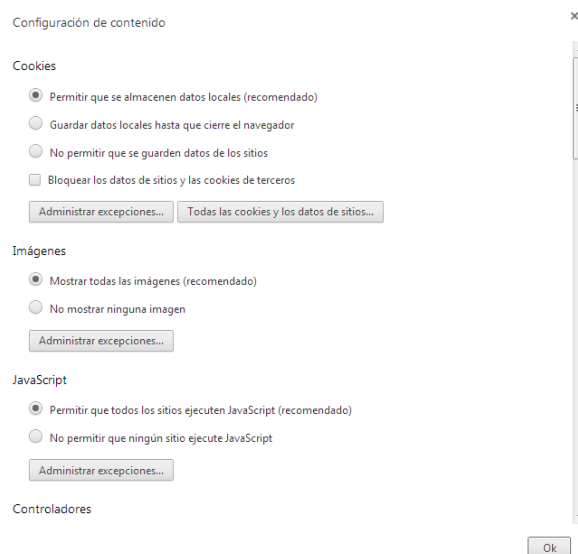 Configuración de contenido
Cookies
Permitir que se almacenen datos locales (recomendado)
Guardar datos locales hasta que cierre el navegador
No permitir que se guarden datos de los sitios
Bloquear los datos de sitios y las cookies de terceros
Administrar excepciones... Todas las cookies y los datos de sitios...
Imágenes
Mostrar todas las imágenes (recomendado)
No mostrar ninguna imagen
Administrar excepciones...
JavaScript
Permitir que todos los sitios ejecuten JavaScript (recomendado)
No permitir que ningún sitio ejecute JavaScript
Administrar excepciones...
Controladores
Ok